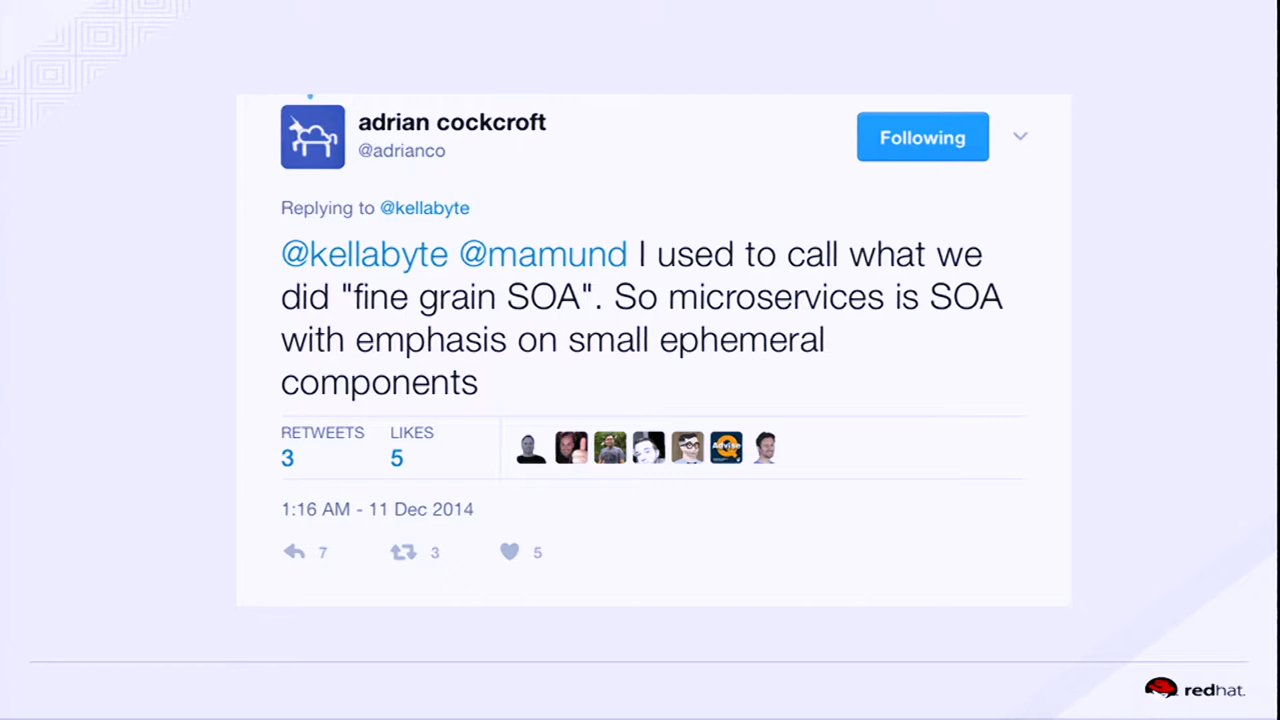 adrian cockcroft
@adrianco
Following
Replying to @kellabyte
@kellabyte @mamund I used to call what we
did "fine grain SOA". So microservices is SOA
with emphasis on small ephemeral
components
RETWEETS LIKES
3 5
Advise
Q
1:16 AM - 11 Dec 2014
7 3 5
redhat.